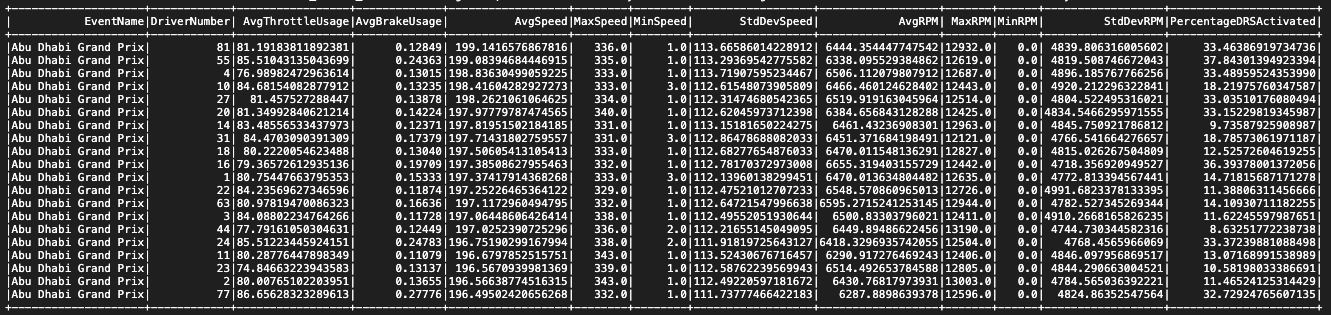 |EventName|DriverNumber| AvgThrottleUsage|AvgBrakeUsage| AvgSpeed|MaxSpeed|MinSpeed| StdDevSpeed| AvgRPM| MaxRPM|MinRPM| StdDevRPM|PercentageDRSActivated|
|Abu Dhabi Grand Prix| 81|81.19183811892381| 0.12849| 199.1416576867816| 336.0| 1.0|113.66586014228912| 6444.354447747542|12932.0| 0.0| 4839.806316005602| 33.46386919734736|
|Abu Dhabi Grand Prix| 55|85.51043135043699| 0.24363| 199.08394684446915| 335.0| 1.0|113.29369542775582| 6338.095529384862|12619.0| 0.0| 4819.508746672043| 37.84301394923394|
|Abu Dhabi Grand Prix| 4|76.98982472963614| 0.13015| 198.83630499059225| 333.0| 1.0|113.71907595234467| 6506.112079807912|12687.0| 0.0| 4896.185767766256| 33.48959524353990|
|Abu Dhabi Grand Prix| 10|84.68154082877912| 0.13235| 198.41604282927273| 333.0| 3.0|112.61548073905809| 6466.460124628402|12443.0| 0.0| 4920.212296322841| 18.21975760347587|
|Abu Dhabi Grand Prix| 27| 81.457527288447| 0.13878| 198.2621061064625| 334.0| 1.0|112.31474680542365| 6519.919163045964|12514.0| 0.0| 4804.522495316021| 33.03510176080494|
|Abu Dhabi Grand Prix| 20|81.34992840621214| 0.14224| 197.97779787474565| 340.0| 1.0|112.62045973712398| 6384.656843128288|12425.0| 0.0| 4834.5466295971555| 33.15229819345987|
|Abu Dhabi Grand Prix| 14|83.48556533437973| 0.12371| 197.81951502184185| 331.0| 1.0| 113.15181650224275| 6461.43236908301|12963.0| 0.0| 4845.750921786812| 9.73587925908987|
|Abu Dhabi Grand Prix| 31| 84.4703090391309| 0.17379| 197.71431802759557| 331.0| 3.0|112.86478688082033| 6451.371684198491|12121.0| 0.0| 4766.541664276657| 18.78573061971187|
|Abu Dhabi Grand Prix| 18| 80.2220054623488| 0.13040| 197.50605413105413| 333.0| 1.0|112.68277654876033| 6470.011548136291|12827.0| 0.0| 4815.026267504809| 12.52572604619255|
|Abu Dhabi Grand Prix| 16|79.36572612935136| 0.19709| 197.38508627955463| 332.0| 1.0|112.78170372973008| 6655.319403155729|12442.0| 0.0| 4718.356920949527| 36.39378001372056|
|Abu Dhabi Grand Prix| 1|80.75447663795353| 0.15333| 197.37417914368268| 333.0| 3.0|112.13960138299451| 6470.013634804482|12635.0| 0.0| 4772.813394567441| 14.71815687171278|
|Abu Dhabi Grand Prix| 22|84.23569627346596| 0.11874| 197.25226465364122| 329.0| 1.0|112.47521012707233| 6548.570860965013|12726.0| 0.0|4991.6823378133395| 11.38806311456666|
|Abu Dhabi Grand Prix| 63|80.97819470086323| 0.16636| 197.1172960494795| 332.0| 1.0|112.64721547996638|6595.2715241253145|12944.0| 0.0| 4782.527345269344| 14.10930711182255|
|Abu Dhabi Grand Prix| 3|84.08802234764266| 0.11728| 197.06448606426414| 338.0| 1.0|112.49552051930644| 6500.83303796021|12411.0| 0.0|4910.2668165826235| 11.62245597987651|
|Abu Dhabi Grand Prix| 44|77.79161050304631| 0.12449| 197.0252390725296| 336.0| 2.0|112.21655145049095| 6449.89486622456|13190.0| 0.0| 4744.730344582316| 8.63251772238738|
|Abu Dhabi Grand Prix| 24|85.51223445924151| 0.24783| 196.75190299167994| 338.0| 2.0|111.91819725643127|6418.3296935742055|12504.0| 0.0| 4768.4565966069| 33.37239881088498|
|Abu Dhabi Grand Prix| 11|80.28776447898349| 0.11079| 196.6797852515751| 343.0| 1.0|113.52430676716457| 6290.917276469243|12406.0| 0.0| 4846.097956869517| 13.07168991538989|
|Abu Dhabi Grand Prix| 23|74.84663223943583| 0.13137| 196.5670939981369| 339.0| 1.0|112.58762239569943| 6514.492653784588|12805.0| 0.0| 4844.290663004521| 10.58198033386691|
|Abu Dhabi Grand Prix| 2|80.00765102203951| 0.13655| 196.56638774516315| 343.0| 1.0|112.49220597181672| 6430.76817973931|13003.0| 0.0| 4784.565036392221| 11.46524125314429|
|Abu Dhabi Grand Prix| 77|86.65628323289613| 0.27776| 196.49502420656268| 332.0| 1.0|111.73777466422183| 6287.8898639378|12596.0| 0.0| 4824.86352547564| 32.72924765607135|